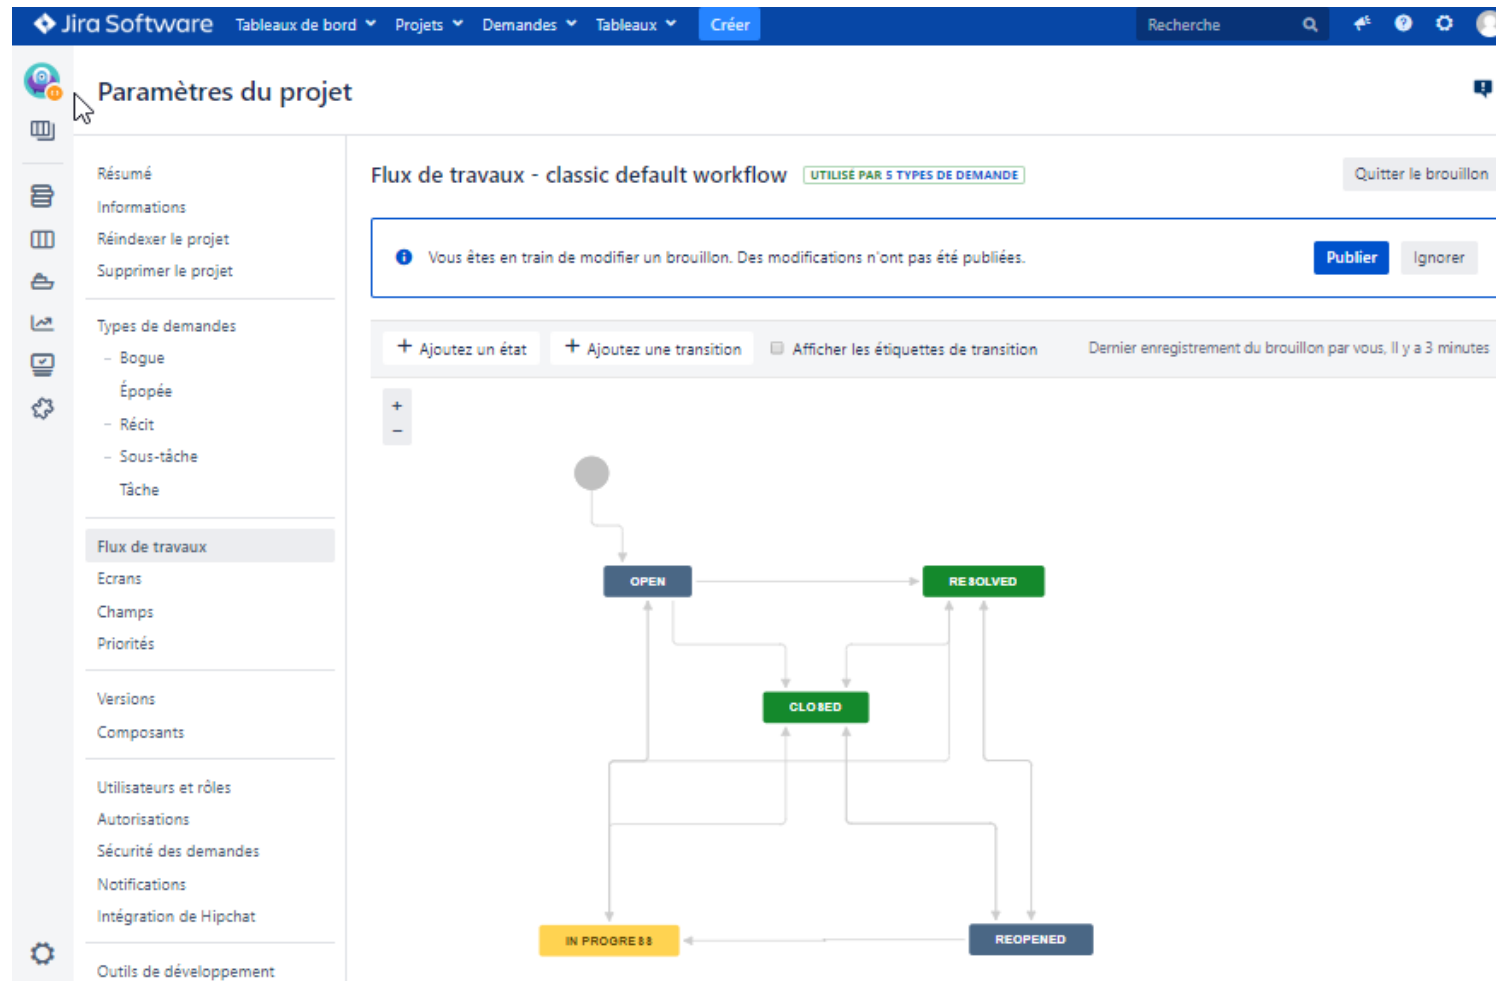 Jira Software Tableaux de bord Projets Demandes Tableaux Créer Recherche
Paramètres du projet
Résumé
Informations
Réindexer le projet
Supprimer le projet
Types de demandes
– Bogue
Épopée
– Récit
– Sous-tâche
Tâche
Flux de travaux
Ecrans
Champs
Priorités
Versions
Composants
Utilisateurs et rôles
Autorisations
Sécurité des demandes
Notifications
Intégration de Hipchat
Outils de développement
Flux de travaux - classic default workflow UTILISÉ PAR 5 TYPES DE DEMANDE Quitter le brouillon
Vous êtes en train de modifier un brouillon. Des modifications n'ont pas été publiées. Publier Ignorer
+ Ajoutez un état + Ajoutez une transition Afficher les étiquettes de transition Dernier enregistrement du brouillon par vous, Il y a 3 minutes
+
–
OPEN RESOLVED
CLOSED
IN PROGRESS REOPENED